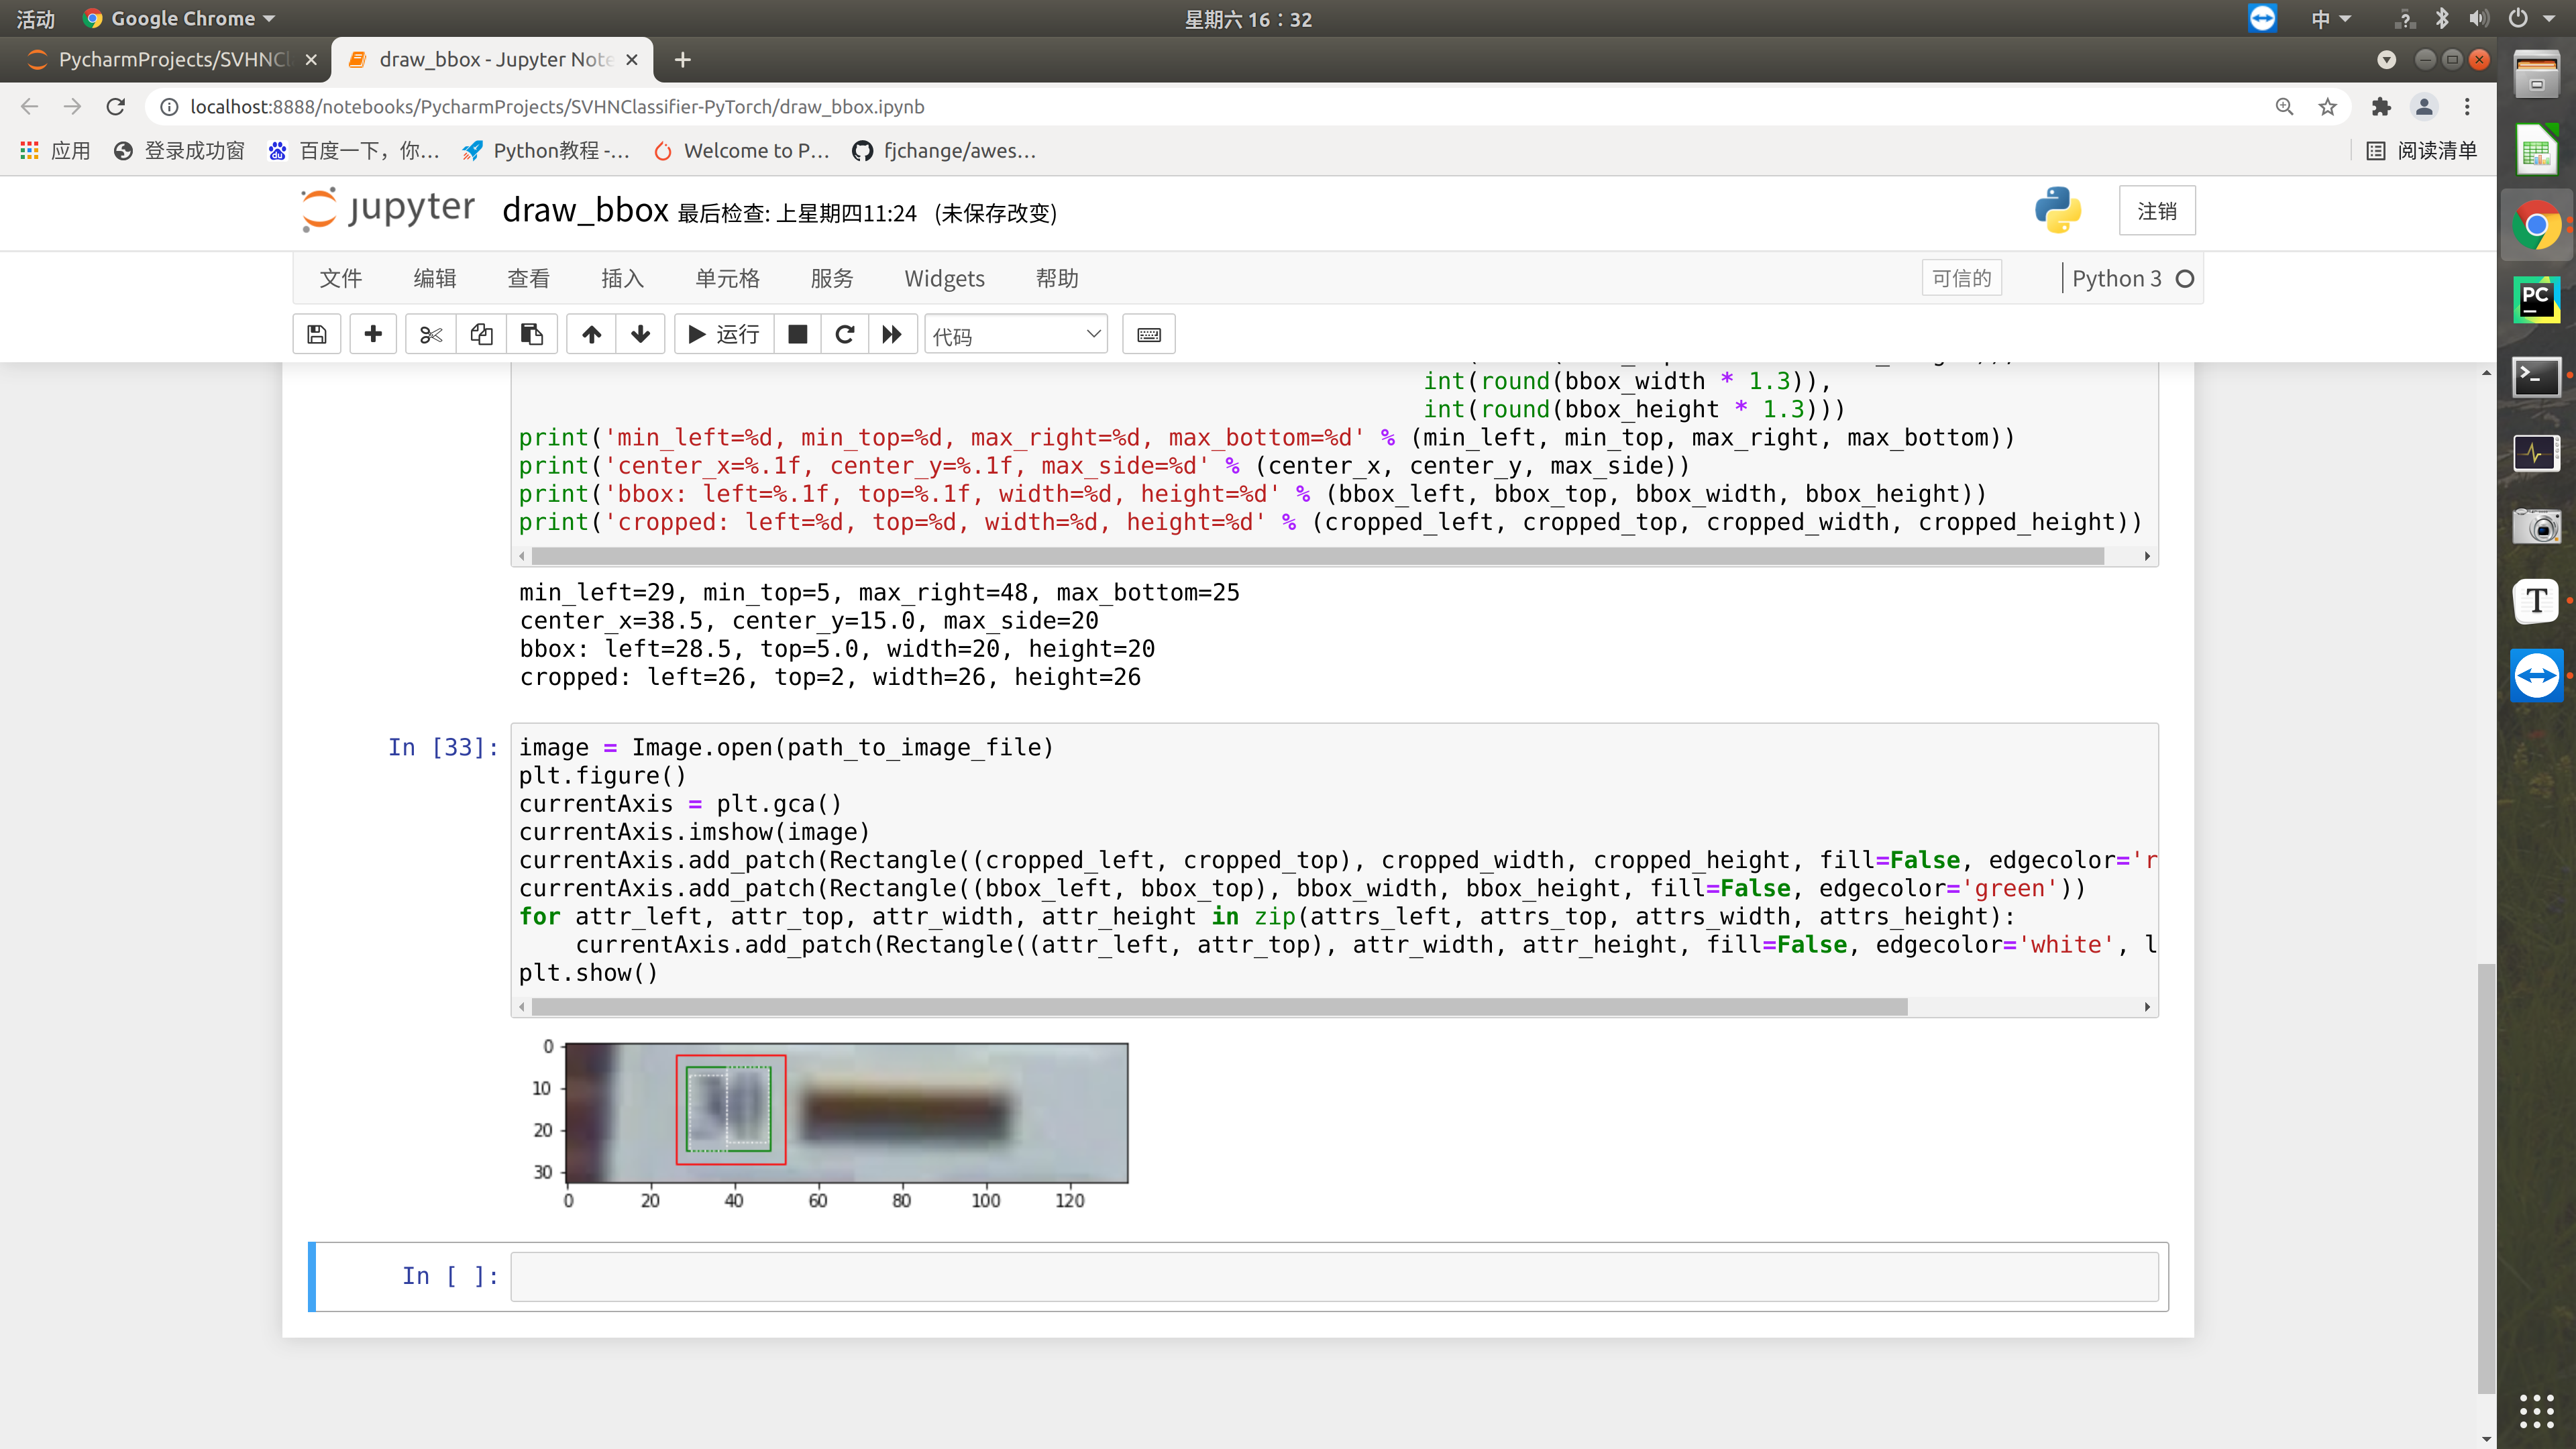 活动 Google Chrome 星期六 16：32 中
PycharmProjects/SVHNCl draw_bbox - Jupyter Note
localhost:8888/notebooks/PycharmProjects/SVHNClassifier-PyTorch/draw_bbox.ipynb
应用 登录成功窗 百度一下，你... Python教程 -... Welcome to P... fjchange/awes... 阅读清单
jupyter draw_bbox 最后检查: 上星期四11:24 (未保存改变) 注销
文件 编辑 查看 插入 单元格 服务 Widgets 帮助 可信的 Python 3
运行 代码
int(round(bbox_width * 1.3)),
int(round(bbox_height * 1.3)))
print('min_left=%d, min_top=%d, max_right=%d, max_bottom=%d' % (min_left, min_top, max_right, max_bottom))
print('center_x=%.1f, center_y=%.1f, max_side=%d' % (center_x, center_y, max_side))
print('bbox: left=%.1f, top=%.1f, width=%d, height=%d' % (bbox_left, bbox_top, bbox_width, bbox_height))
print('cropped: left=%d, top=%d, width=%d, height=%d' % (cropped_left, cropped_top, cropped_width, cropped_height))
min_left=29, min_top=5, max_right=48, max_bottom=25
center_x=38.5, center_y=15.0, max_side=20
bbox: left=28.5, top=5.0, width=20, height=20
cropped: left=26, top=2, width=26, height=26
In [33]: image = Image.open(path_to_image_file)
plt.figure()
currentAxis = plt.gca()
currentAxis.imshow(image)
currentAxis.add_patch(Rectangle((cropped_left, cropped_top), cropped_width, cropped_height, fill=False, edgecolor='r
currentAxis.add_patch(Rectangle((bbox_left, bbox_top), bbox_width, bbox_height, fill=False, edgecolor='green'))
for attr_left, attr_top, attr_width, attr_height in zip(attrs_left, attrs_top, attrs_width, attrs_height):
currentAxis.add_patch(Rectangle((attr_left, attr_top), attr_width, attr_height, fill=False, edgecolor='white', l
plt.show()
0
10
20
30
0 20 40 60 80 100 120
In [ ]: